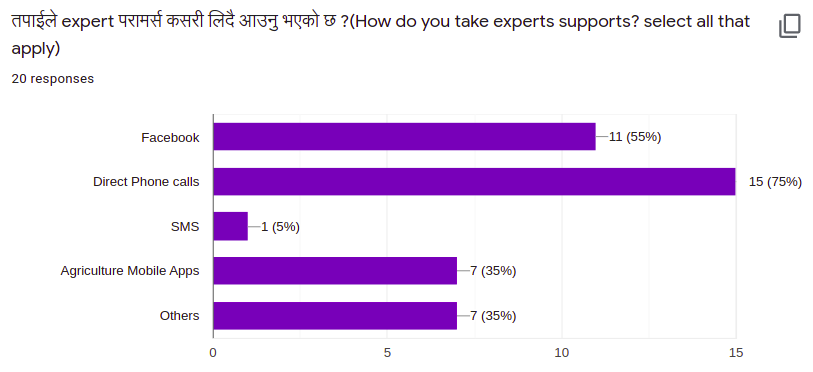 तपाईले expert परामर्स कसरी लिदै आउनु भएको छ ?(How do you take experts supports? select all that
apply)
20 responses
Facebook
11 (55%)
Direct Phone calls
15 (75%)
SMS
1 (5%)
Agriculture Mobile Apps
7 (35%)
Others
7 (35%)
0 5 10 15